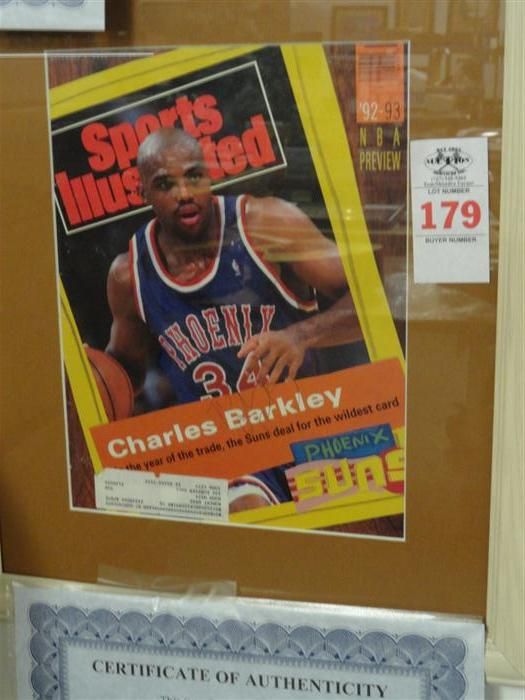 Sports
Illustrated
'92-93
NBA
PREVIEW
LOT NUMBER
179
BUYER NUMBER
PHOENIX
34
Charles Barkley
the year of the trade, the Suns deal for the wildest card
PHOENIX
SUNS
CERTIFICATE OF AUTHENTICITY